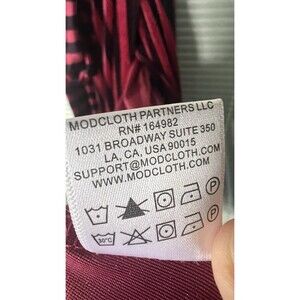 MODCLOTH PARTNERS LLC
RN# 164982
1031 BROADWAY SUITE 350
LA, CA, USA 90015
SUPPORT@MODCLOTH.COM
WWW.MODCLOTH.COM
P
30°C P